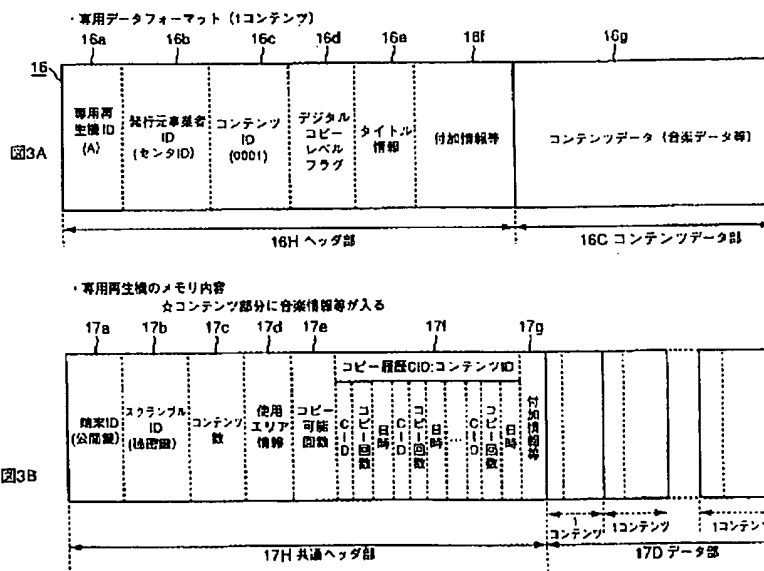 ・専用データフォーマット（1コンテンツ）
16a 16b 16c 16d 16e 16f 16g
16
図3A
専用再
生機ID
(A)
発行元事業者
ID
(センタID)
コンテンツ
ID
(0001)
デジタル
コピー
レベル
フラグ
タイトル
情報
付加情報等
コンテンツデータ（音楽データ等）
16H ヘッダ部
16C コンテンツデータ部
・専用再生機のメモリ内容
☆コンテンツ部分に音楽情報等が入る
17a 17b 17c 17d 17e 17f 17g
図3B
端末ID
(公開鍵)
スクランブル
ID
(秘密鍵)
コンテンツ
数
使用
エリア
情報
コピー
可能
回数
コピー履歴CID:コンテンツID
CID
コピー回数
日時
CID
コピー回数
日時
…
CID
コピー回数
日時
付加情報等
1
コンテンツ
1コンテンツ
1コンテンツ
17H 共通ヘッダ部
17D データ部